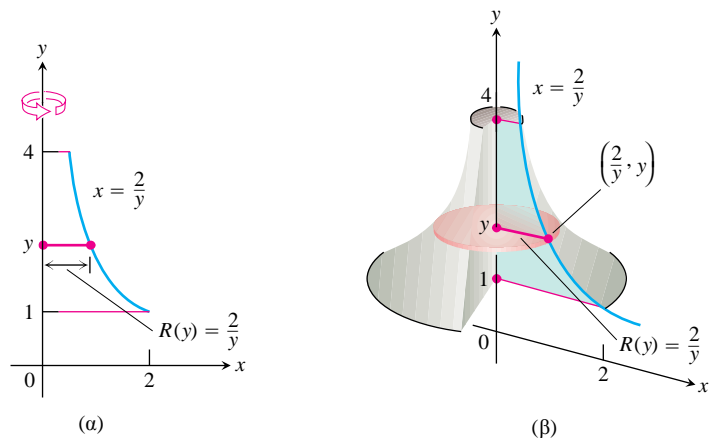 y
4
x = 2/y
y
1
R(y) = 2/y
0
2
x
(α)
y
4
x = 2/y
(2/y, y)
y
1
0
R(y) = 2/y
2
x
(β)